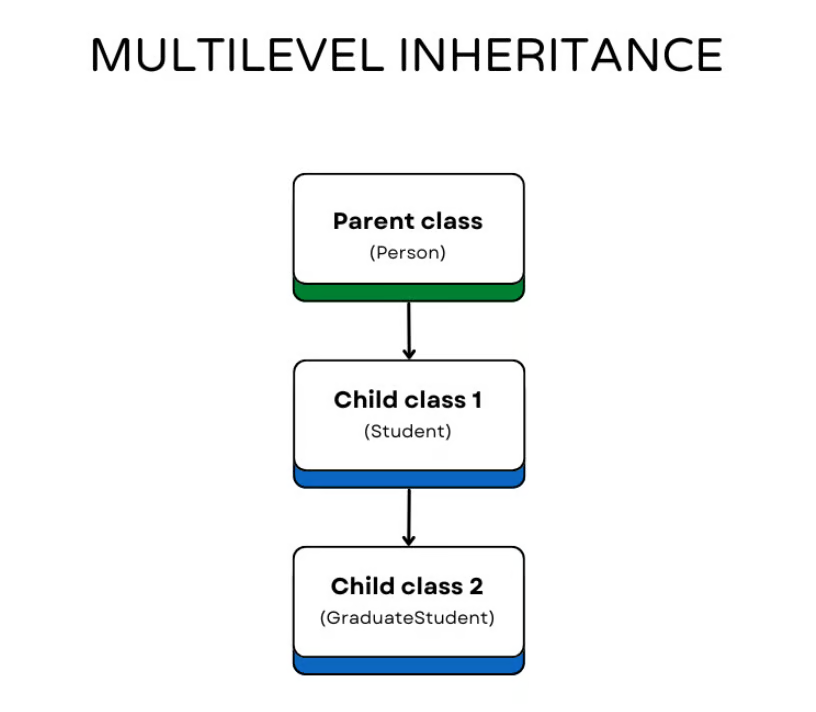 MULTILEVEL INHERITANCE
Parent class
(Person)
Child class 1
(Student)
Child class 2
(GraduateStudent)